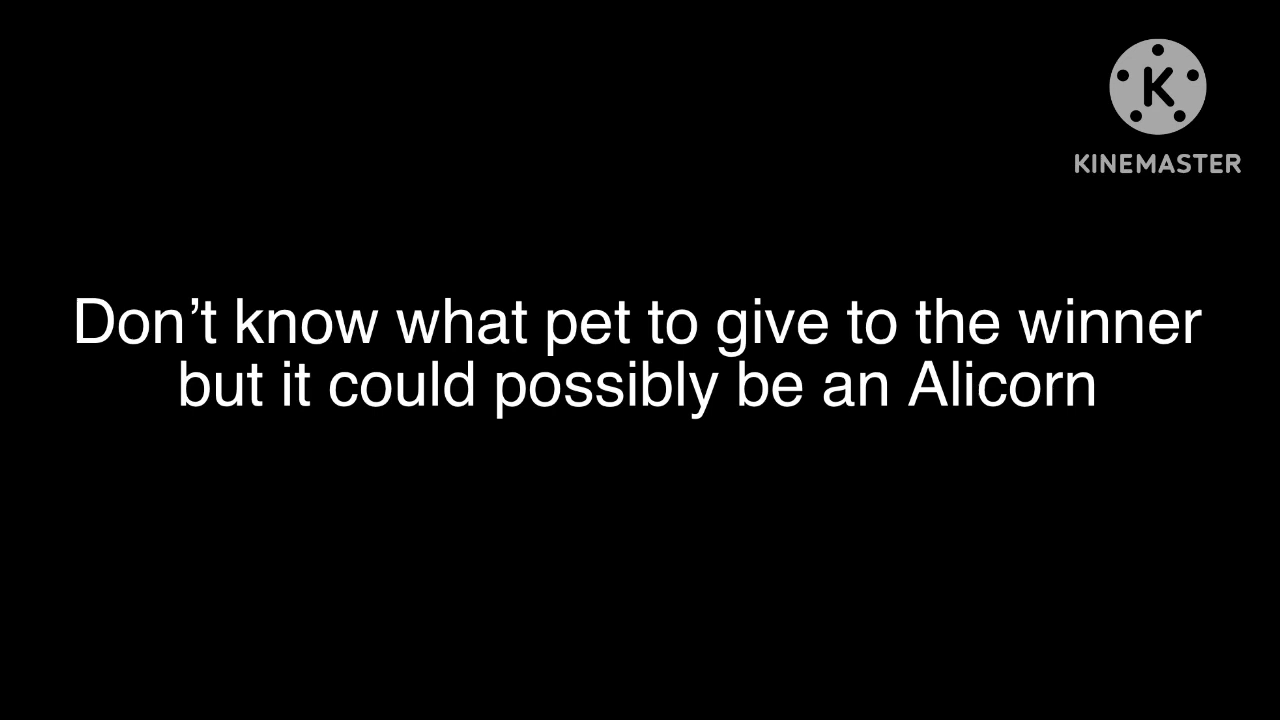 K
KINEMASTER
Don’t know what pet to give to the winner
but it could possibly be an Alicorn